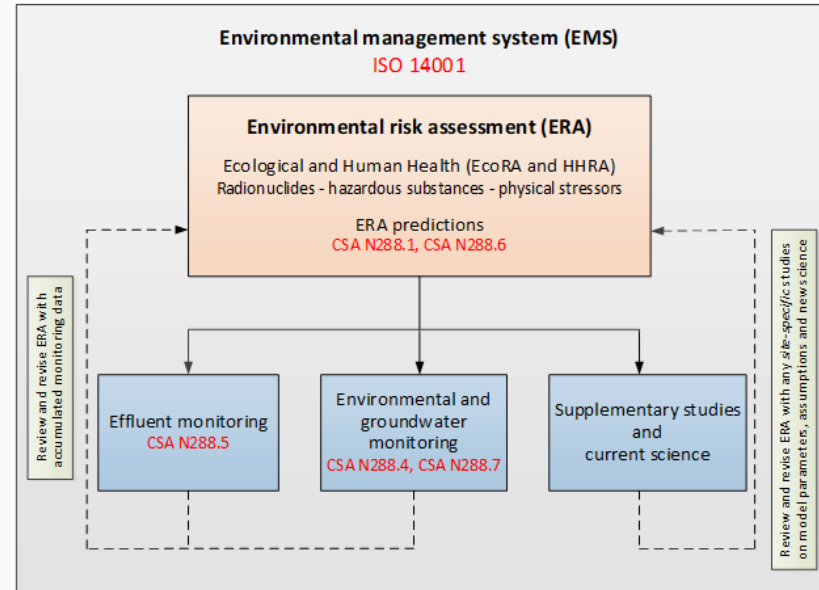 Environmental management system (EMS)
ISO 14001
Environmental risk assessment (ERA)
Ecological and Human Health (EcoRA and HHRA)
Radionuclides - hazardous substances - physical stressors
ERA predictions
CSA N288.1, CSA N288.6
Review and revise ERA with
accumulated monitoring data
Effluent monitoring
CSA N288.5
Environmental and
groundwater
monitoring
CSA N288.4, CSA N288.7
Supplementary studies
and
current science
Review and revise ERA with any site-specific studies
on model parameters, assumptions and new science